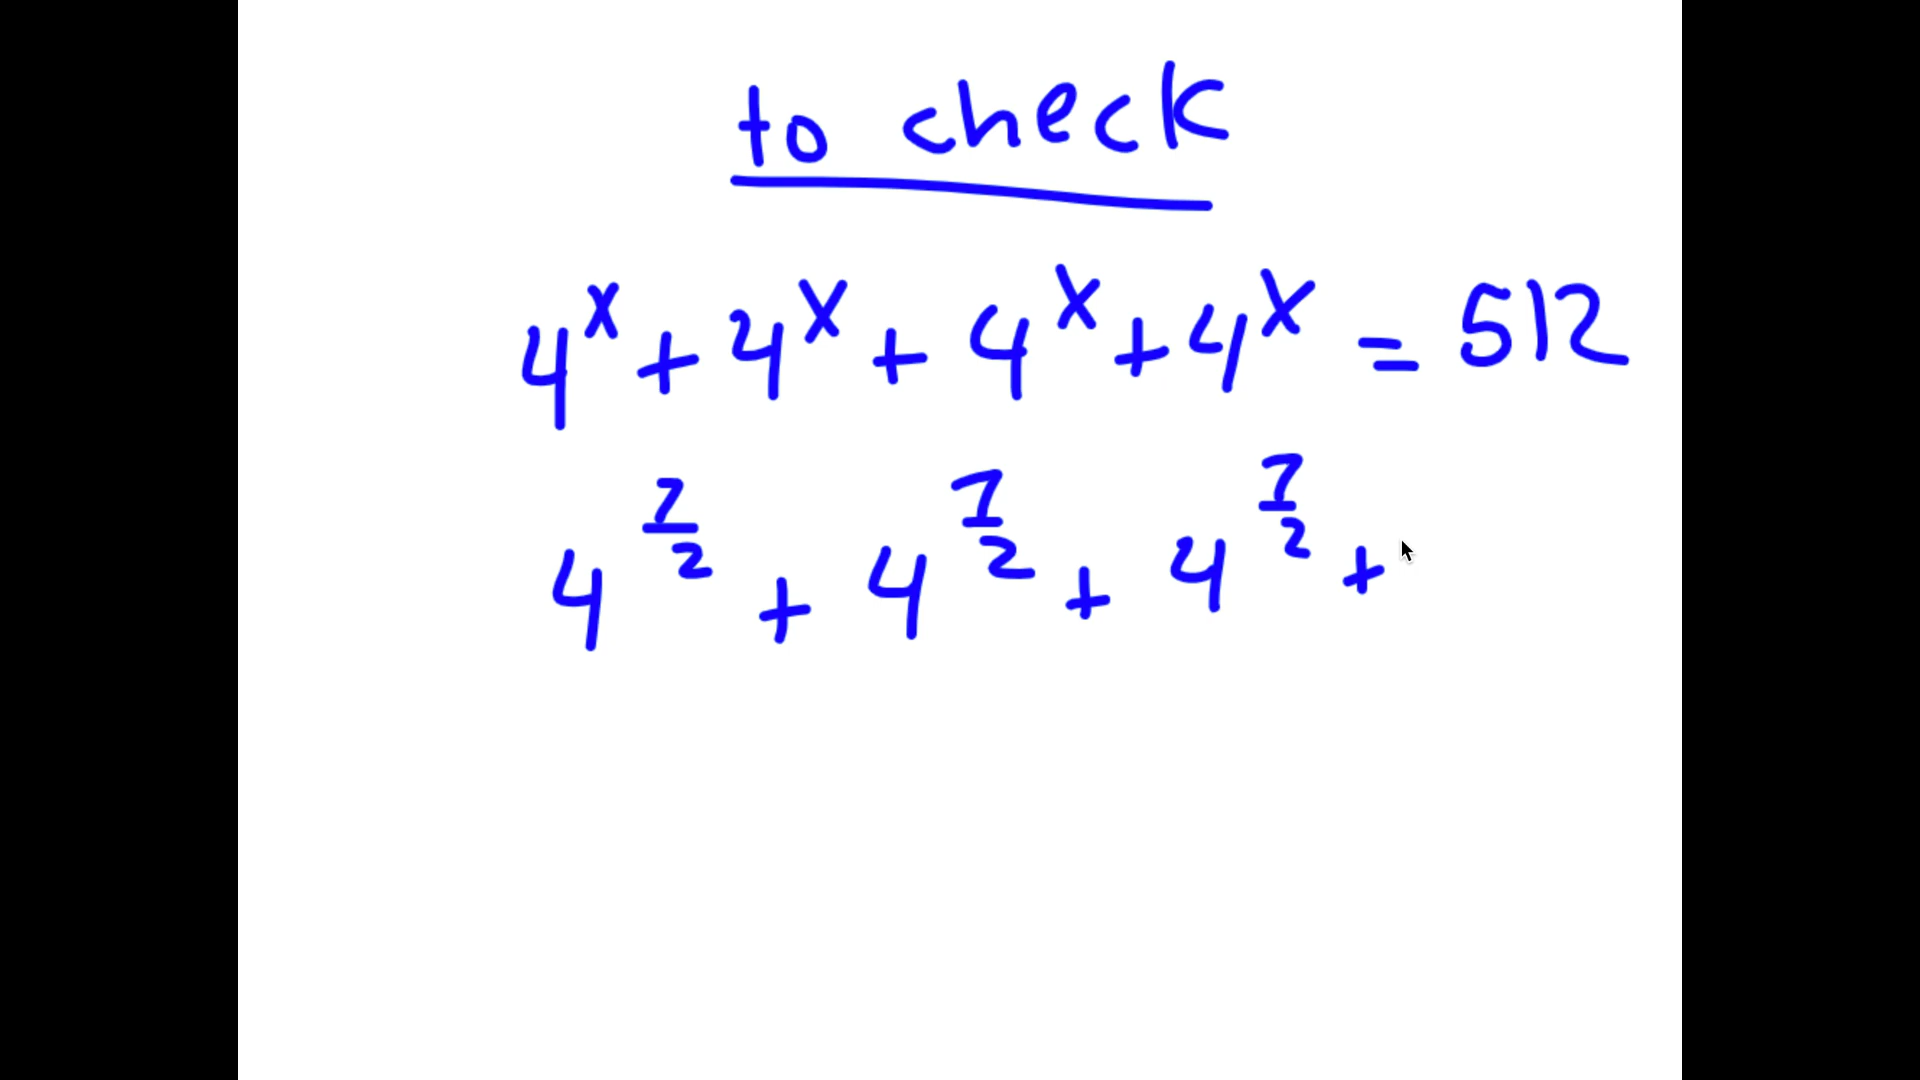 to check
4^x + 4^x + 4^x + 4^x = 512
4^(7/2) + 4^(7/2) + 4^(7/2) +